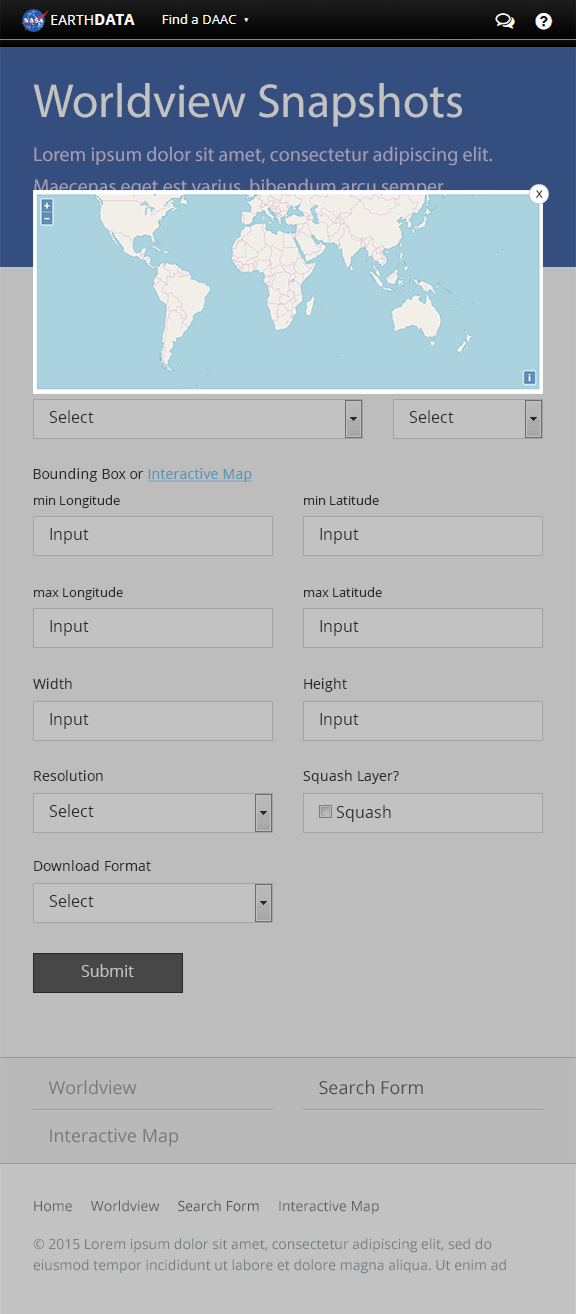 NASA EARTHDATA Find a DAAC ?
Worldview Snapshots
Lorem ipsum dolor sit amet, consectetur adipiscing elit.
Maecenas eget est varius, bibendum arcu semper
X
+
−
i
Select Select
Bounding Box or Interactive Map
min Longitude min Latitude
Input Input
max Longitude max Latitude
Input Input
Width Height
Input Input
Resolution Squash Layer?
Select Squash
Download Format
Select
Submit
Worldview Search Form
Interactive Map
Home Worldview Search Form Interactive Map
© 2015 Lorem ipsum dolor sit amet, consectetur adipiscing elit, sed do
eiusmod tempor incididunt ut labore et dolore magna aliqua. Ut enim ad